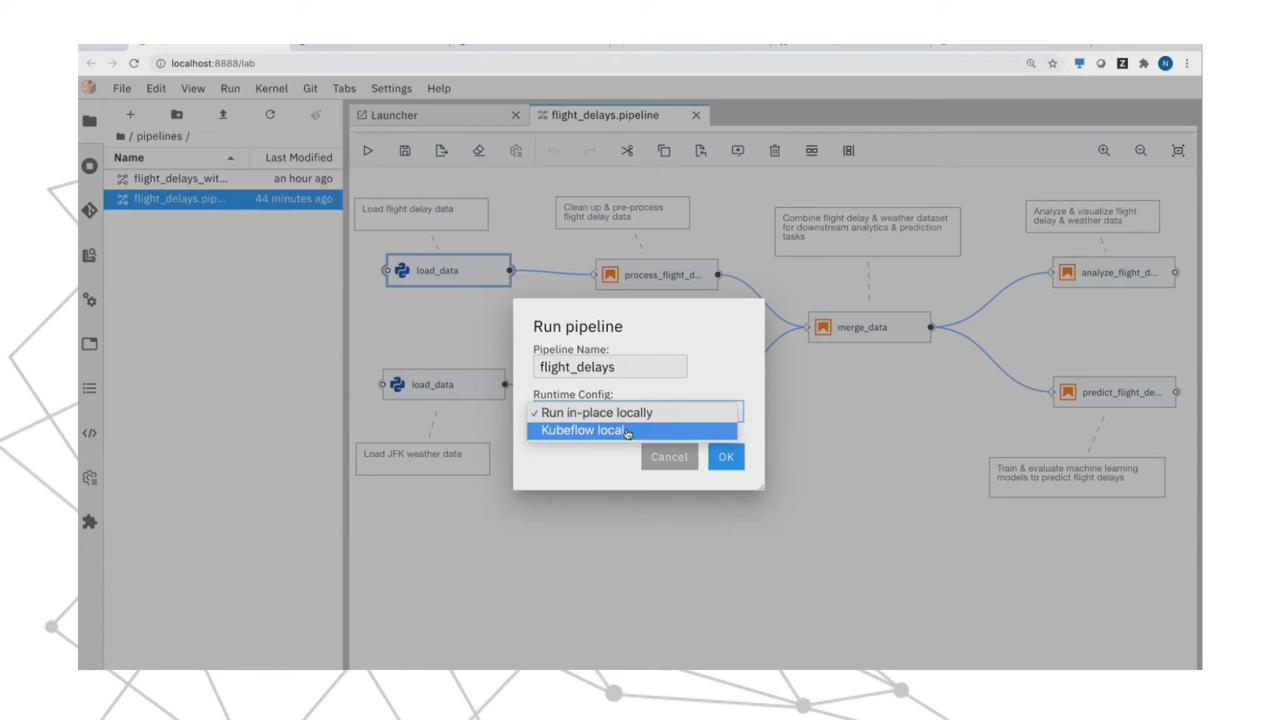 localhost:8888/lab
Z
N
File Edit View Run Kernel Git Tabs Settings Help
/ pipelines /
Name Last Modified
flight_delays_wit... an hour ago
flight_delays.pip... 44 minutes ago
Launcher
flight_delays.pipeline
Load flight delay data
Clean up & pre-process
flight delay data
Combine flight delay & weather dataset
for downstream analytics & prediction
tasks
Analyze & visualize flight
delay & weather data
load_data
process_flight_d...
analyze_flight_d...
merge_data
load_data
predict_flight_de...
Load JFK weather data
Train & evaluate machine learning
models to predict flight delays
Run pipeline
Pipeline Name:
flight_delays
Runtime Config:
✓ Run in-place locally
Kubeflow local
Cancel OK